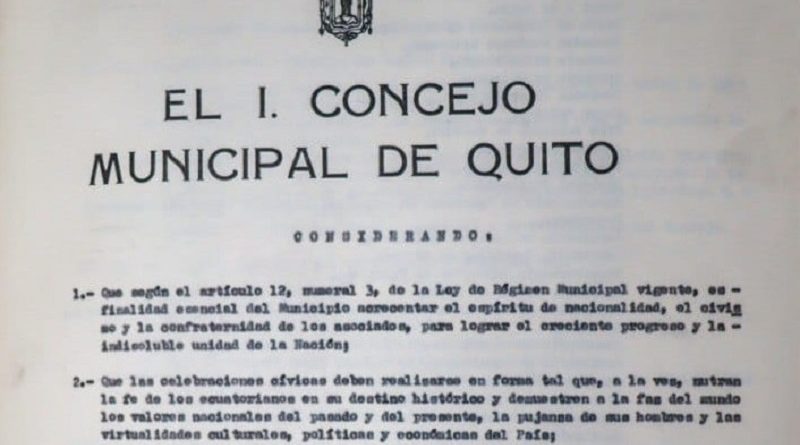 EL I. CONCEJO
MUNICIPAL DE QUITO
CONSIDERANDO:
1.- Que según el artículo 12, numeral 3, de la Ley de Régimen Municipal vigente, es -
finalidad esencial del Municipio acrecentar el espíritu de nacionalidad, el civis
mo y la confraternidad de los asociados, para lograr el creciente progreso y la -
indisoluble unidad de la Nación;
2.- Que las celebraciones cívicas deben realizarse en forma tal que, a la vez, nutran
la fe de los ecuatorianos en su destino histórico y demuestren a la faz del mundo
los valores nacionales del pasado y del presente, la pujanza de sus hombres y las
virtualidades culturales, políticas y económicas del País;